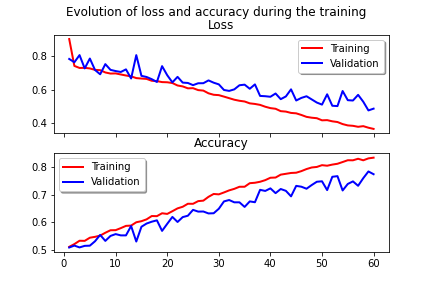 Evolution of loss and accuracy during the training
Loss
Training
Validation
0.8
0.6
0.4
Accuracy
Training
Validation
0.8
0.7
0.6
0.5
0 10 20 30 40 50 60